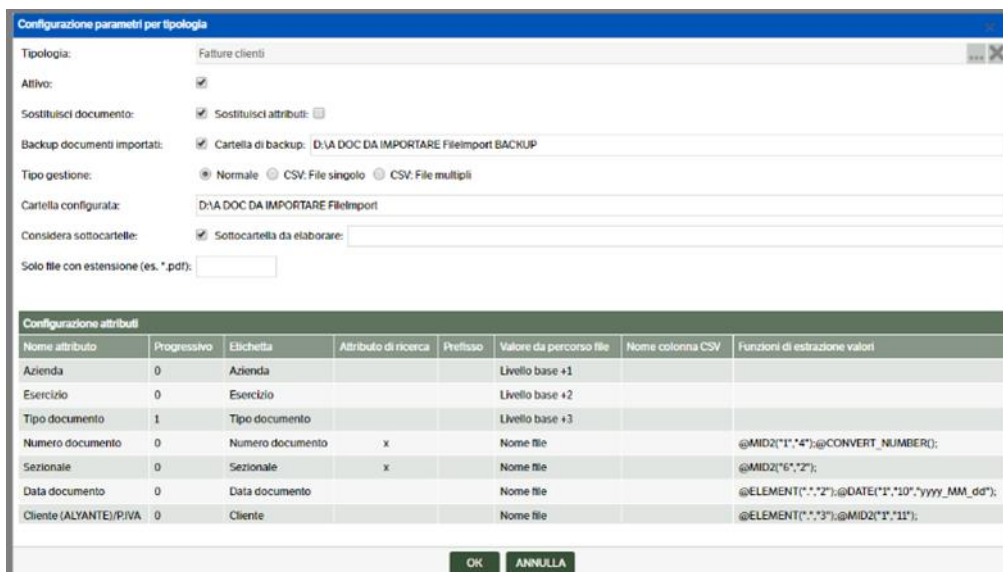 Configurazione parametri per tipologia
Tipologia: Fatture clienti ...
Attivo:
Sostituisci documento: Sostituisci attributi:
Backup documenti importati: Cartella di backup: D:\A DOC DA IMPORTARE FileImport BACKUP
Tipo gestione: Normale CSV: File singolo CSV: File multipli
Cartella configurata: D:\A DOC DA IMPORTARE FileImport
Considera sottocartelle: Sottocartella da elaborare:
Solo file con estensione (es. *.pdf):
Configurazione attributi
Nome attributo Progressivo Etichetta Attributo di ricerca Prefisso Valore da percorso file Nome colonna CSV Funzioni di estrazione valori
Azienda 0 Azienda Livello base +1
Esercizio 0 Esercizio Livello base +2
Tipo documento 1 Tipo documento Livello base +3
Numero documento 0 Numero documento x Nome file @MID2("1","4");@CONVERT_NUMBER();
Sezionale 0 Sezionale x Nome file @MID2("6","2");
Data documento 0 Data documento Nome file @ELEMENT(".","2");@DATE("1","10","yyyy_MM_dd");
Cliente (ALYANTE)/P.IVA 0 Cliente Nome file @ELEMENT(".","3");@MID2("1","11");
OK ANNULLA